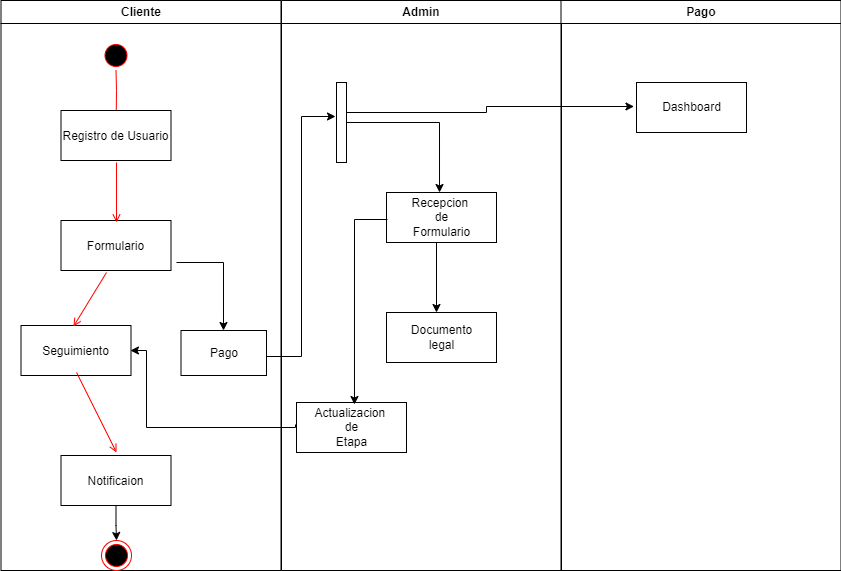 Cliente
Admin
Pago
Registro de Usuario
Dashboard
Formulario
Recepcion
de
Formulario
Seguimiento
Pago
Documento
legal
Actualizacion
de
Etapa
Notificaion